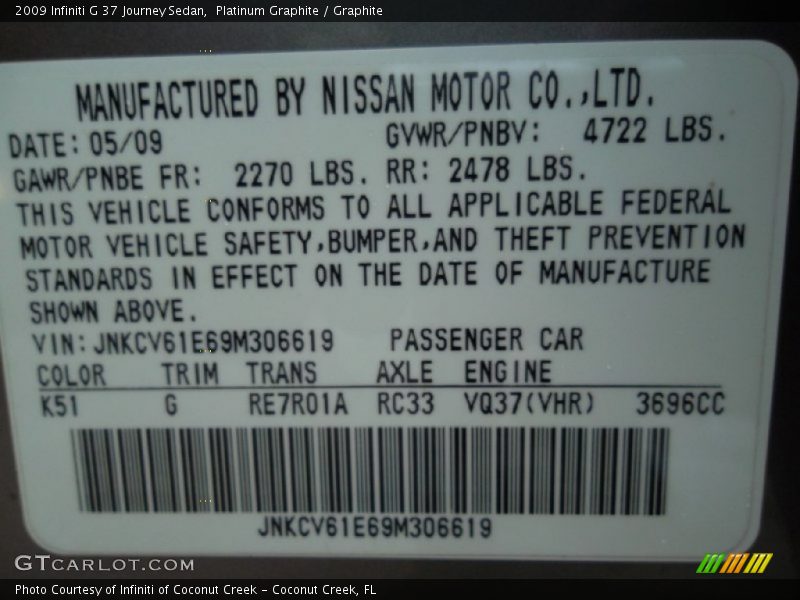 2009 Infiniti G 37 Journey Sedan, Platinum Graphite / Graphite
MANUFACTURED BY NISSAN MOTOR CO.,LTD.
DATE: 05/09 GVWR/PNBV: 4722 LBS.
GAWR/PNBE FR: 2270 LBS. RR: 2478 LBS.
THIS VEHICLE CONFORMS TO ALL APPLICABLE FEDERAL
MOTOR VEHICLE SAFETY,BUMPER,AND THEFT PREVENTION
STANDARDS IN EFFECT ON THE DATE OF MANUFACTURE
SHOWN ABOVE.
VIN: JNKCV61E69M306619 PASSENGER CAR
COLOR TRIM TRANS AXLE ENGINE
K51 G RE7R01A RC33 VQ37(VHR) 3696CC
JNKCV61E69M306619
GTCARLOT.COM
Photo Courtesy of Infiniti of Coconut Creek - Coconut Creek, FL